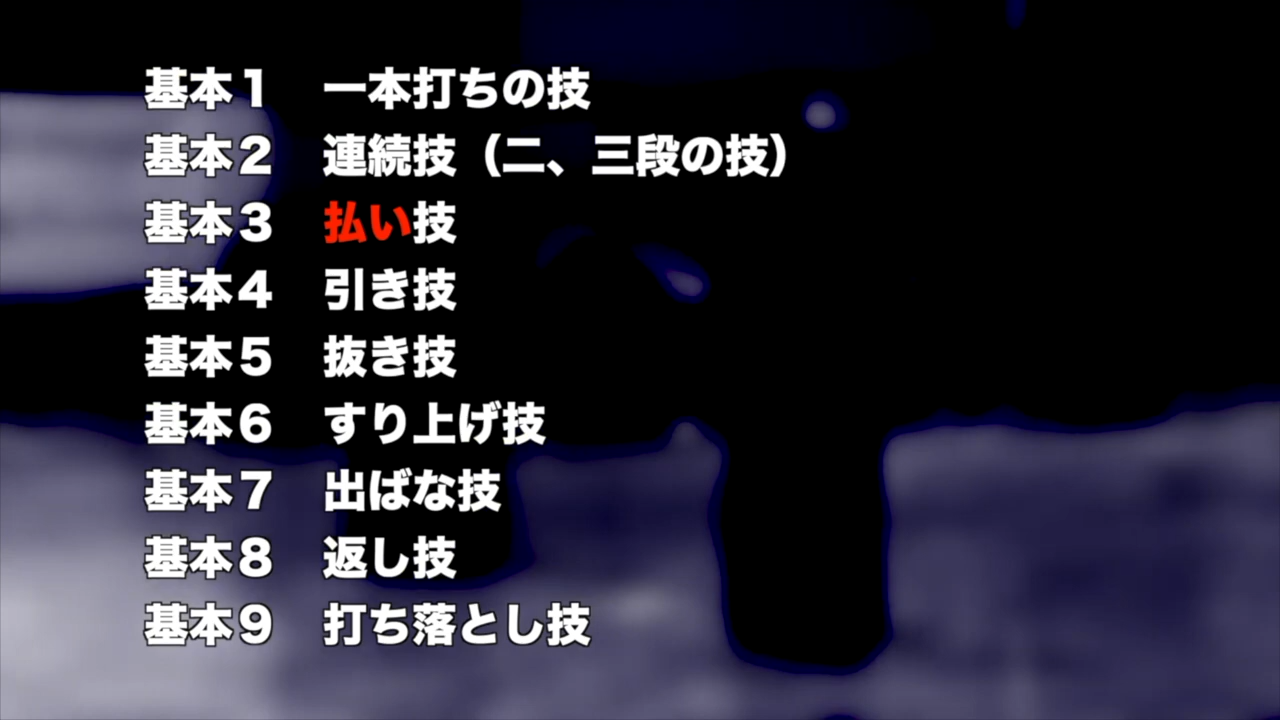 基本１　一本打ちの技
基本２　連続技（二、三段の技）
基本３　払い技
基本４　引き技
基本５　抜き技
基本６　すり上げ技
基本７　出ばな技
基本８　返し技
基本９　打ち落とし技